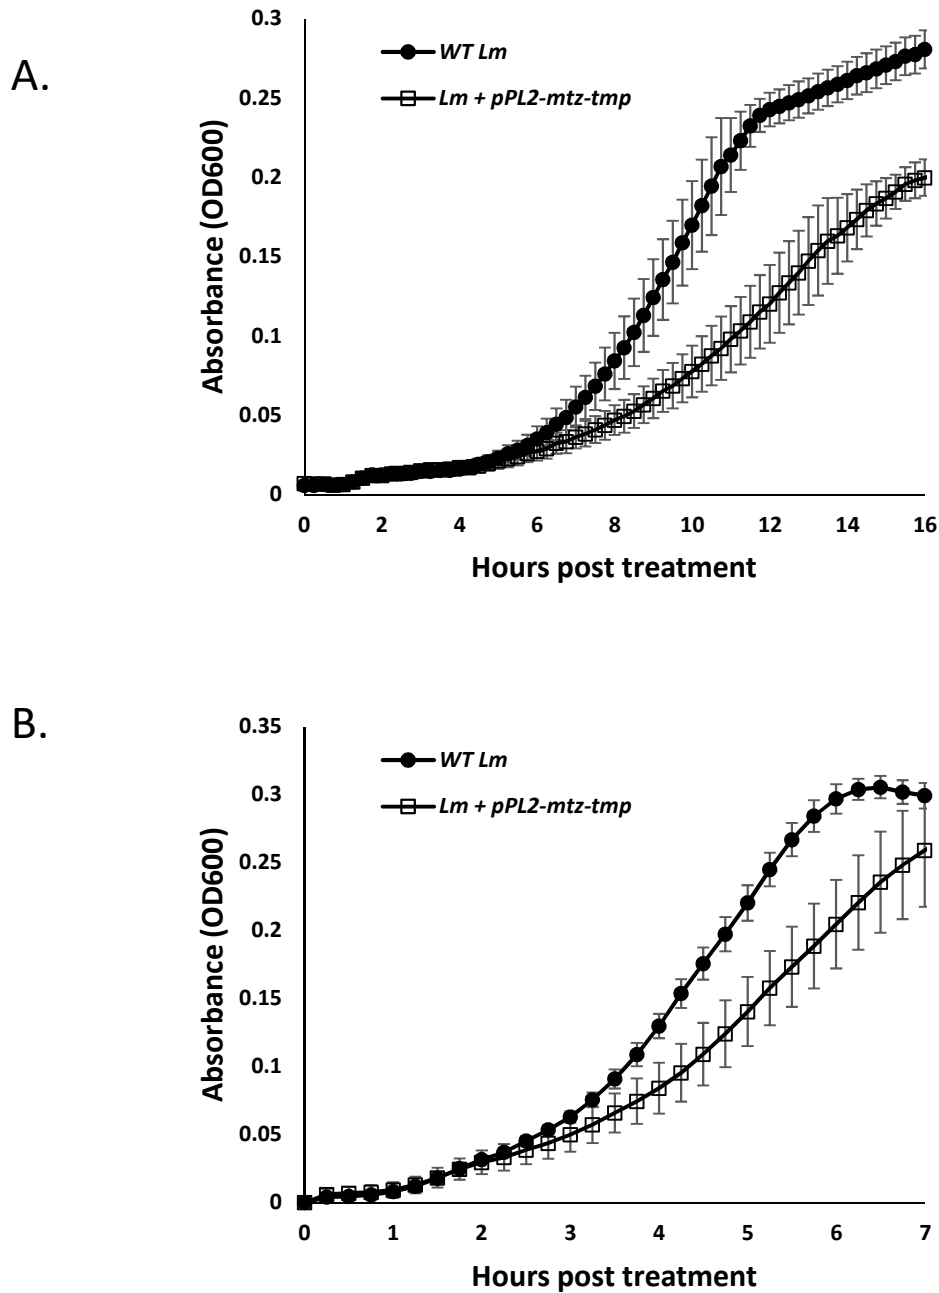 A.
0.3
0.25
0.2
0.15
0.1
0.05
0
Absorbance (OD600)
WT Lm
Lm + pPL2-mtz-tmp
0 2 4 6 8 10 12 14 16
Hours post treatment
B.
0.35
0.3
0.25
0.2
0.15
0.1
0.05
0
Absorbance (OD600)
WT Lm
Lm + pPL2-mtz-tmp
0 1 2 3 4 5 6 7
Hours post treatment